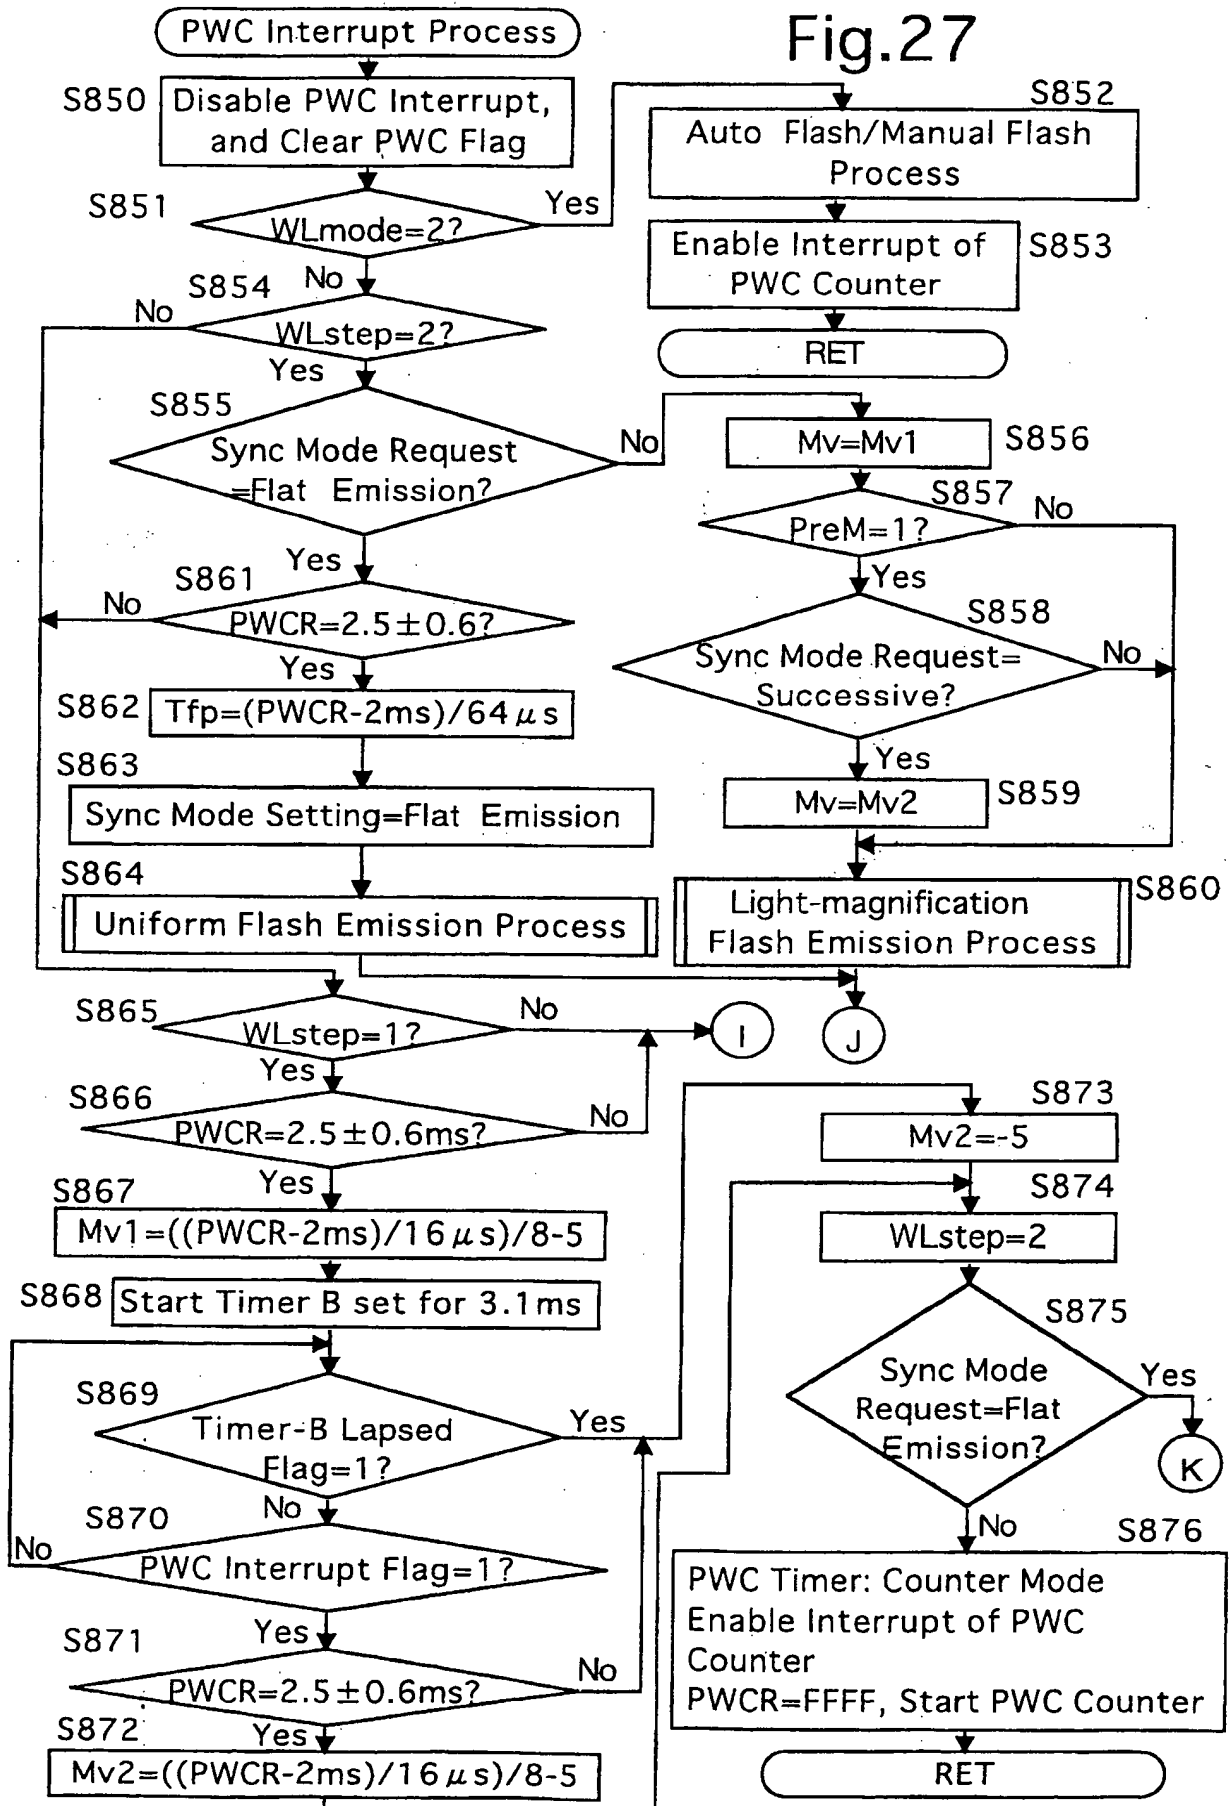 Fig.27
PWC Interrupt Process
S850
Disable PWC Interrupt,
and Clear PWC Flag
S851
WLmode=2?
Yes
No
S852
Auto Flash/Manual Flash
Process
S853
Enable Interrupt of
PWC Counter
RET
S854
WLstep=2?
No
Yes
S855
Sync Mode Request
=Flat Emission?
No
Yes
S856
Mv=Mv1
S857
PreM=1?
No
Yes
S858
Sync Mode Request=
Successive?
No
Yes
S859
Mv=Mv2
S860
Light-magnification
Flash Emission Process
S861
PWCR=2.5±0.6?
No
Yes
S862
Tfp=(PWCR-2ms)/64μs
S863
Sync Mode Setting=Flat Emission
S864
Uniform Flash Emission Process
J
S865
WLstep=1?
No
Yes
I
S866
PWCR=2.5±0.6ms?
No
Yes
S867
Mv1=((PWCR-2ms)/16μs)/8-5
S868
Start Timer B set for 3.1ms
S869
Timer-B Lapsed
Flag=1?
Yes
No
S870
PWC Interrupt Flag=1?
No
Yes
S871
PWCR=2.5±0.6ms?
No
Yes
S872
Mv2=((PWCR-2ms)/16μs)/8-5
S873
Mv2=-5
S874
WLstep=2
S875
Sync Mode
Request=Flat
Emission?
Yes
K
No
S876
PWC Timer: Counter Mode
Enable Interrupt of PWC
Counter
PWCR=FFFF, Start PWC Counter
RET